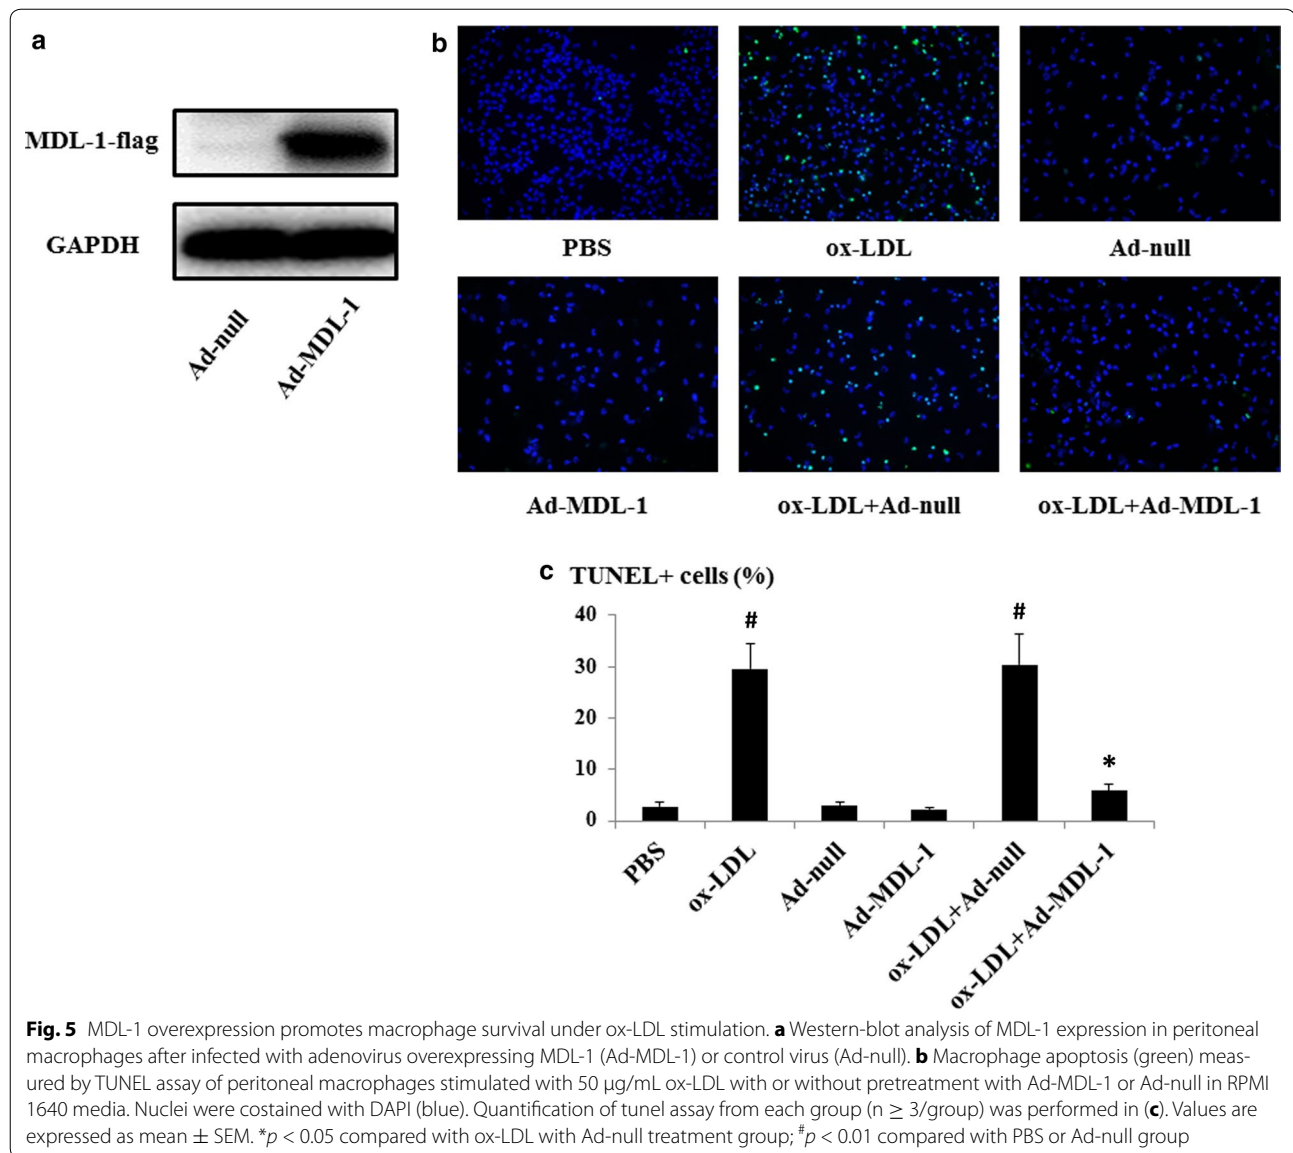 a
MDL-1-flag
GAPDH
Ad-null
Ad-MDL-1
b
PBS
ox-LDL
Ad-null
Ad-MDL-1
ox-LDL+Ad-null
ox-LDL+Ad-MDL-1
c TUNEL+ cells (%)
40
30
20
10
0
#
#
*
PBS
ox-LDL
Ad-null
Ad-MDL-1
ox-LDL+Ad-null
ox-LDL+Ad-MDL-1
Fig. 5 MDL-1 overexpression promotes macrophage survival under ox-LDL stimulation. a Western-blot analysis of MDL-1 expression in peritoneal
macrophages after infected with adenovirus overexpressing MDL-1 (Ad-MDL-1) or control virus (Ad-null). b Macrophage apoptosis (green) meas-
ured by TUNEL assay of peritoneal macrophages stimulated with 50 μg/mL ox-LDL with or without pretreatment with Ad-MDL-1 or Ad-null in RPMI
1640 media. Nuclei were costained with DAPI (blue). Quantification of tunel assay from each group (n ≥ 3/group) was performed in (c). Values are
expressed as mean ± SEM. *p < 0.05 compared with ox-LDL with Ad-null treatment group; #p < 0.01 compared with PBS or Ad-null group